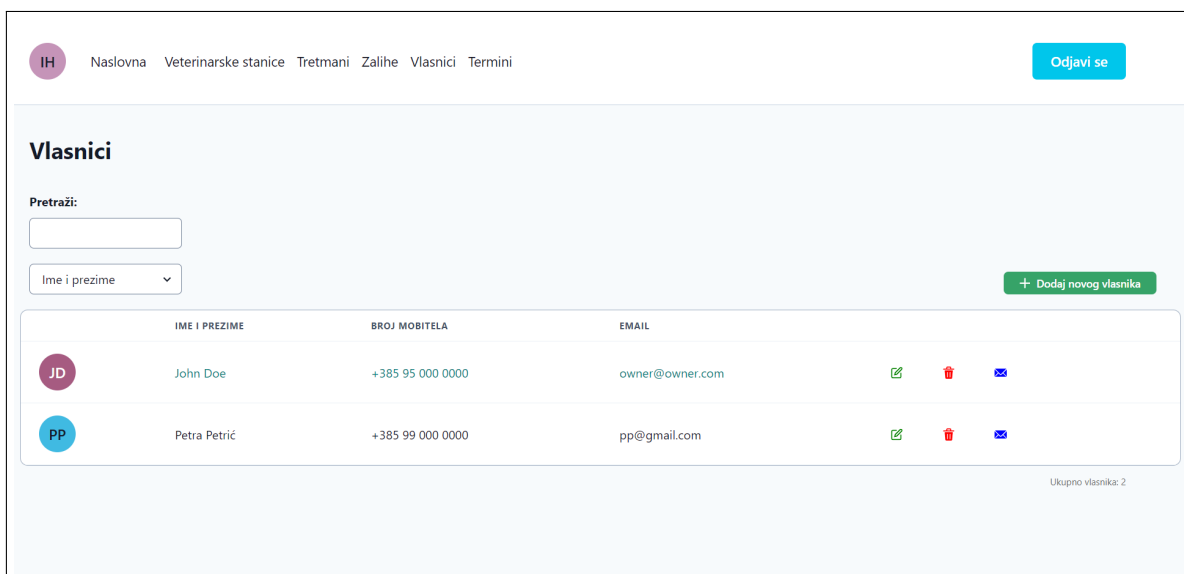 IH Naslovna Veterinarske stanice Tretmani Zalihe Vlasnici Termini Odjavi se
Vlasnici
Pretraži:
Ime i prezime
+ Dodaj novog vlasnika
IME I PREZIME BROJ MOBITELA EMAIL
JD John Doe +385 95 000 0000 owner@owner.com
PP Petra Petrić +385 99 000 0000 pp@gmail.com
Ukupno vlasnika: 2